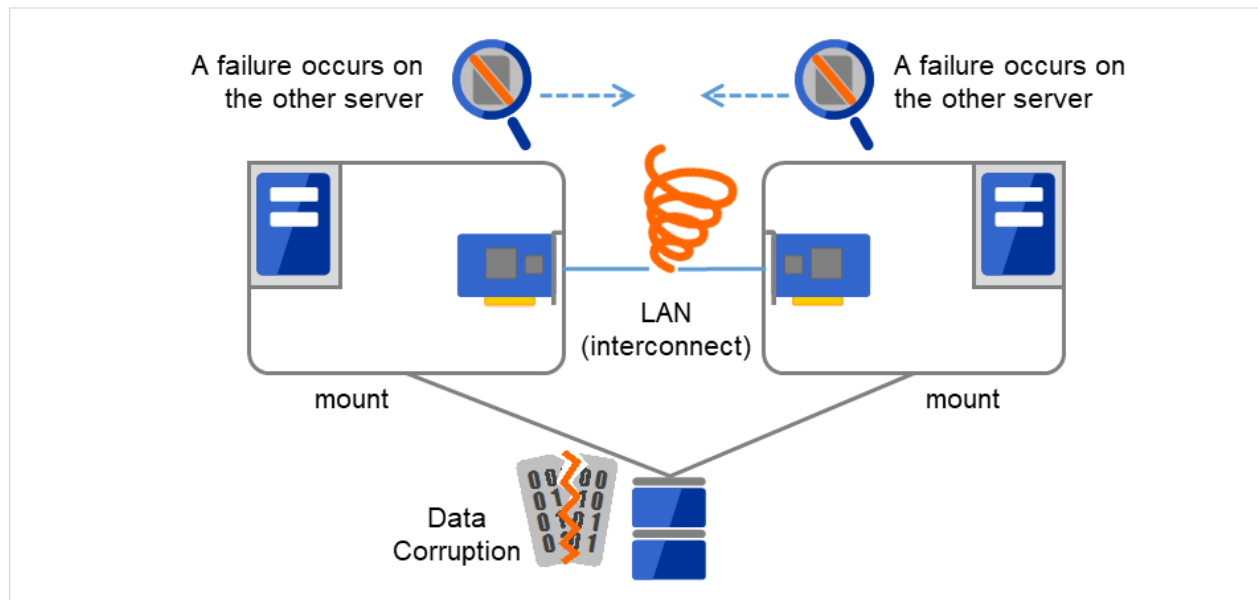 A failure occurs on
the other server
A failure occurs on
the other server
LAN
(interconnect)
mount
mount
Data
Corruption